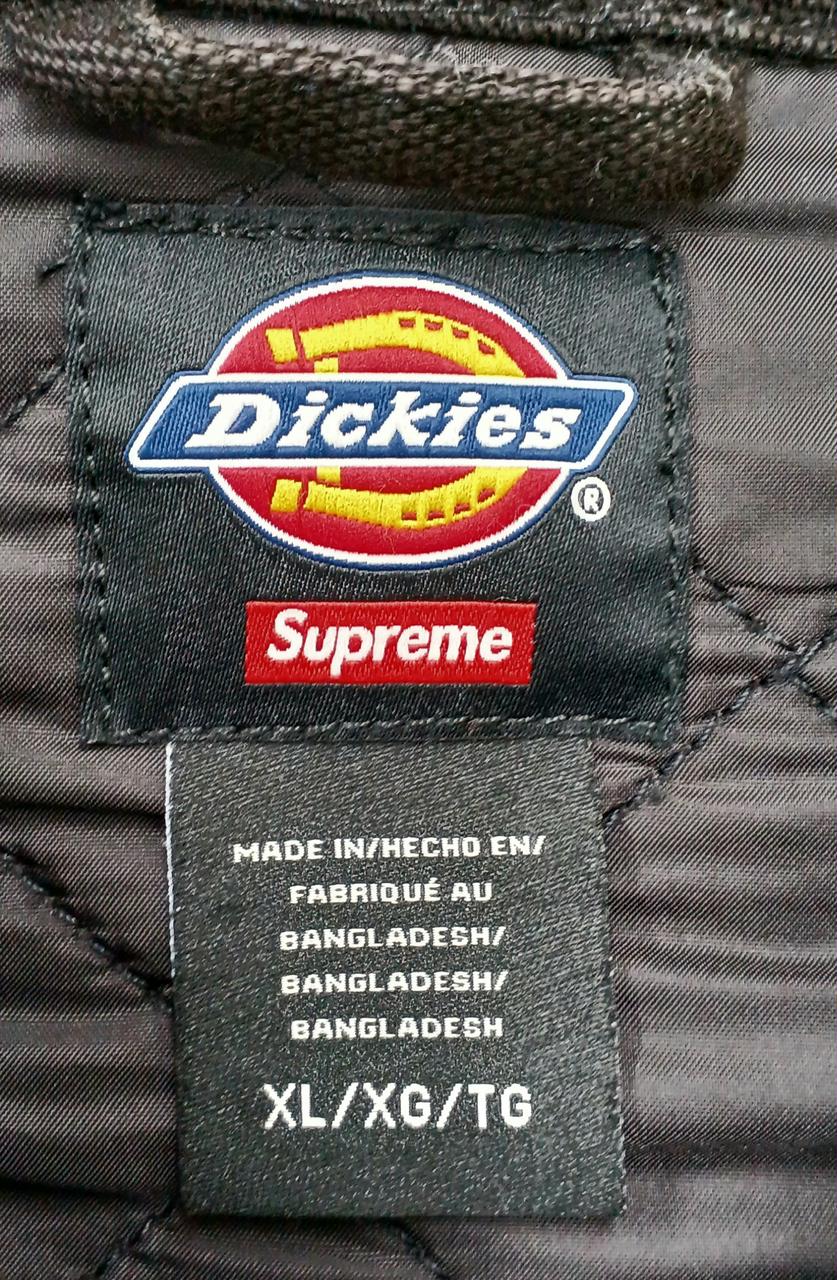 Dickies
®
Supreme
MADE IN/HECHO EN/
FABRIQUÉ AU
BANGLADESH/
BANGLADESH/
BANGLADESH
XL/XG/TG